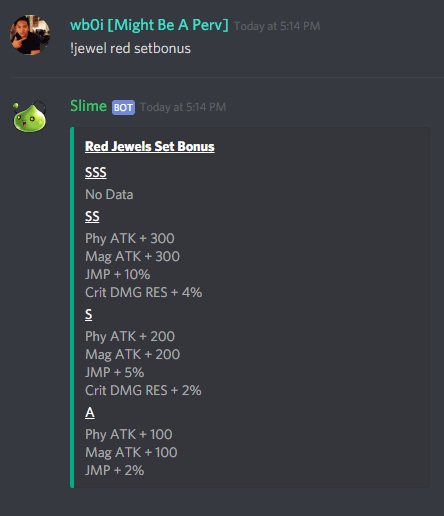 wb0i [Might Be A Perv] Today at 5:14 PM
!jewel red setbonus
Slime BOT Today at 5:14 PM
Red Jewels Set Bonus
SSS
No Data
SS
Phy ATK + 300
Mag ATK + 300
JMP + 10%
Crit DMG RES + 4%
S
Phy ATK + 200
Mag ATK + 200
JMP + 5%
Crit DMG RES + 2%
A
Phy ATK + 100
Mag ATK + 100
JMP + 2%